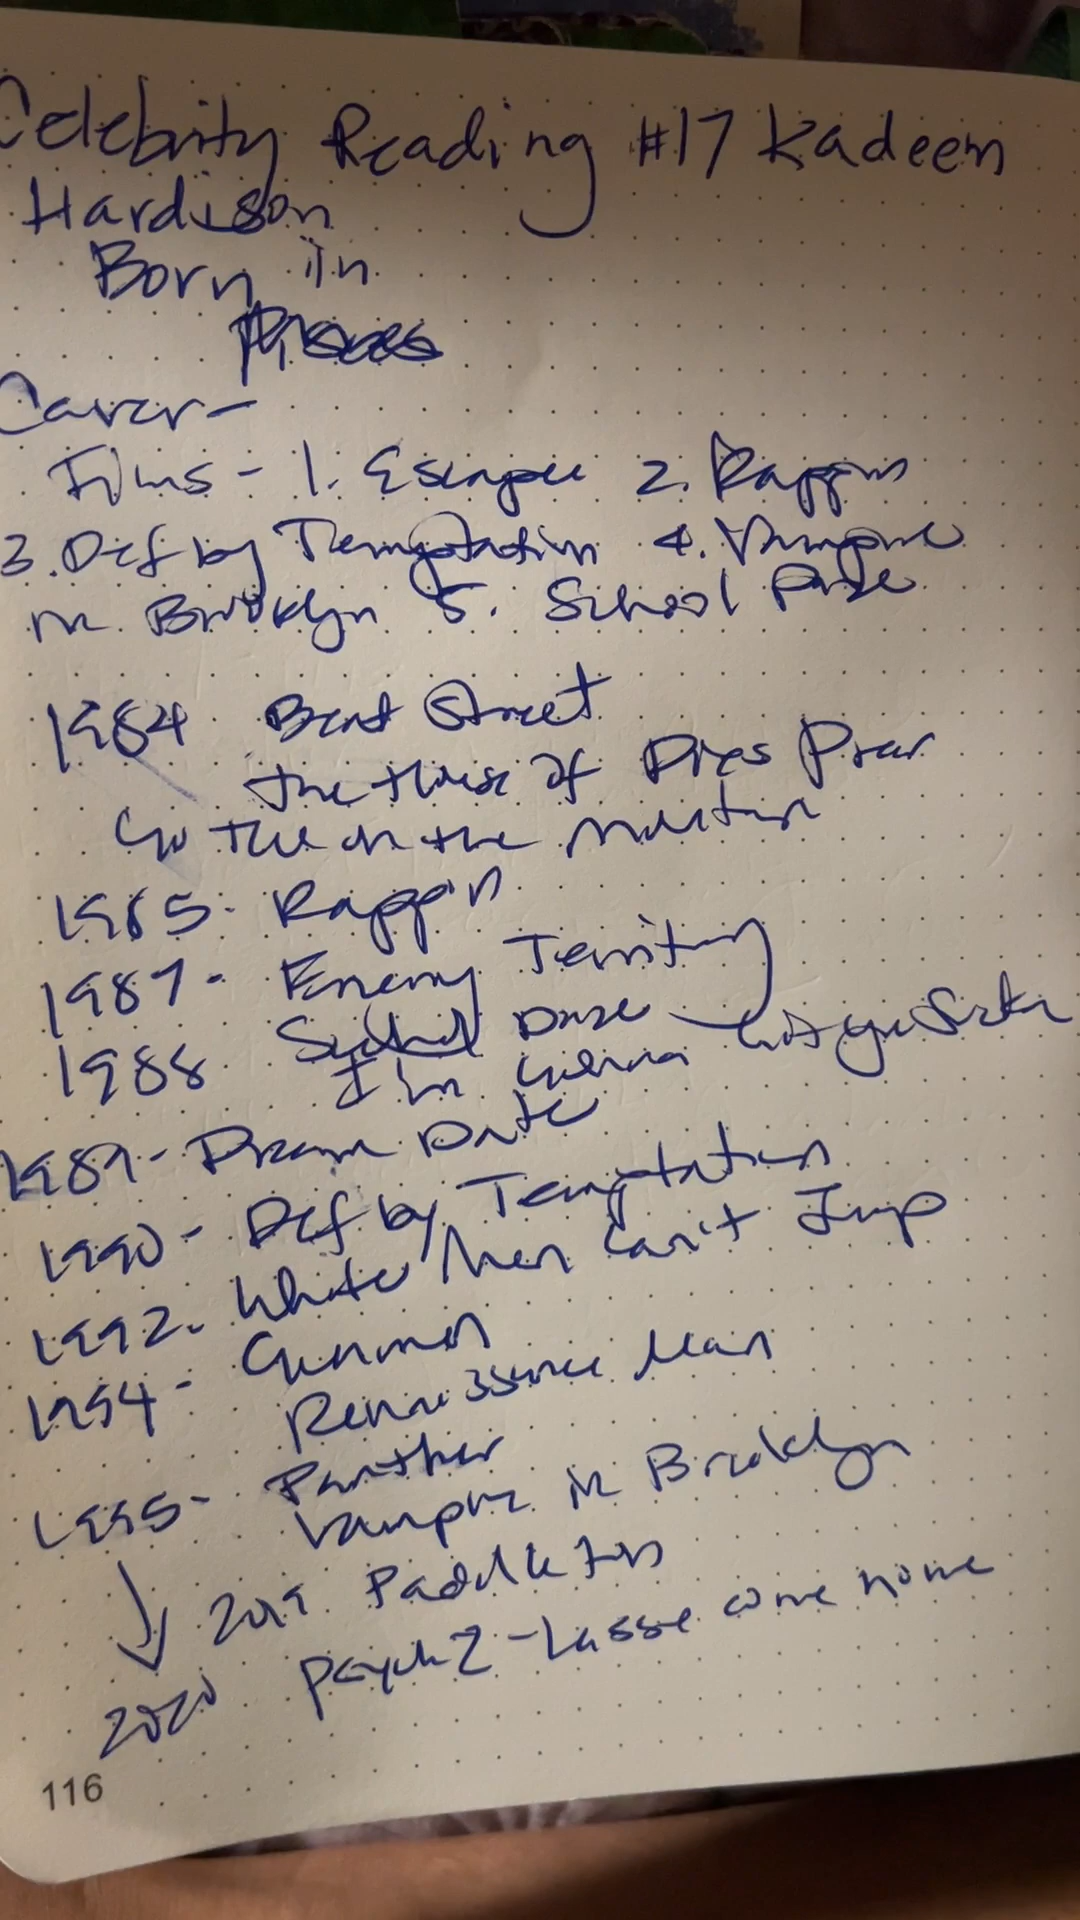 Celebrity Reading #17 Kadeem
Hardison
Born in
Career-
Films - 1. Escapee 2. Rappin
3. Def by Temptation 4. Vampire
in Brooklyn 5. School Daze
1984 Beat Street
The House of Dies Drear
Go Tell it on the Mountain
1985. Rappin
1987. Enemy Territory
1988 School Daze
I'm Gonna Git You Sucka
1989- Dream Date
1990- Def by Temptation
1992. White Men Can't Jump
1994- Gunmen
Renaissance Man
1995- Panther
Vampire in Brooklyn
2019 Paddleton
2020 Psych 2 - Lassie come home
116